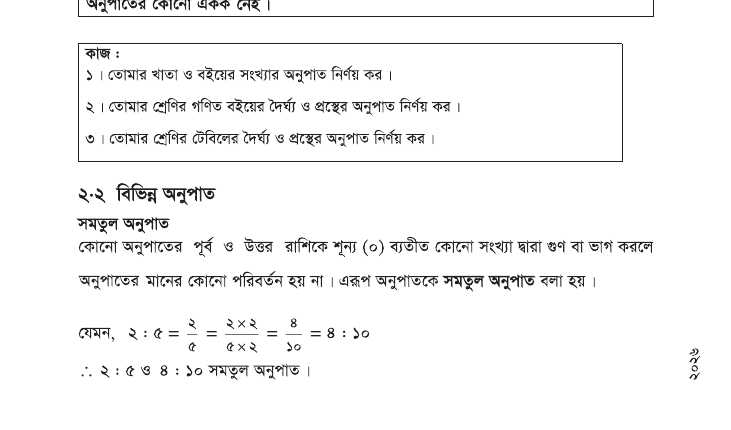 অনুপাতের কোনো একক নেই ।
কাজ :
১ । তোমার খাতা ও বইয়ের সংখ্যার অনুপাত নির্ণয় কর ।
২ । তোমার শ্রেণির গণিত বইয়ের দৈর্ঘ্য ও প্রস্থের অনুপাত নির্ণয় কর ।
৩ । তোমার শ্রেণির টেবিলের দৈর্ঘ্য ও প্রস্থের অনুপাত নির্ণয় কর ।
২·২ বিভিন্ন অনুপাত
সমতুল অনুপাত
কোনো অনুপাতের পূর্ব ও উত্তর রাশিকে শূন্য (০) ব্যতীত কোনো সংখ্যা দ্বারা গুণ বা ভাগ করলে
অনুপাতের মানের কোনো পরিবর্তন হয় না । এরূপ অনুপাতকে সমতুল অনুপাত বলা হয় ।
যেমন, ২ : ৫ = ২/৫ = ২×২/৫×২ = ৪/১০ = ৪ : ১০
∴ ২ : ৫ ও ৪ : ১০ সমতুল অনুপাত ।
২০২৬